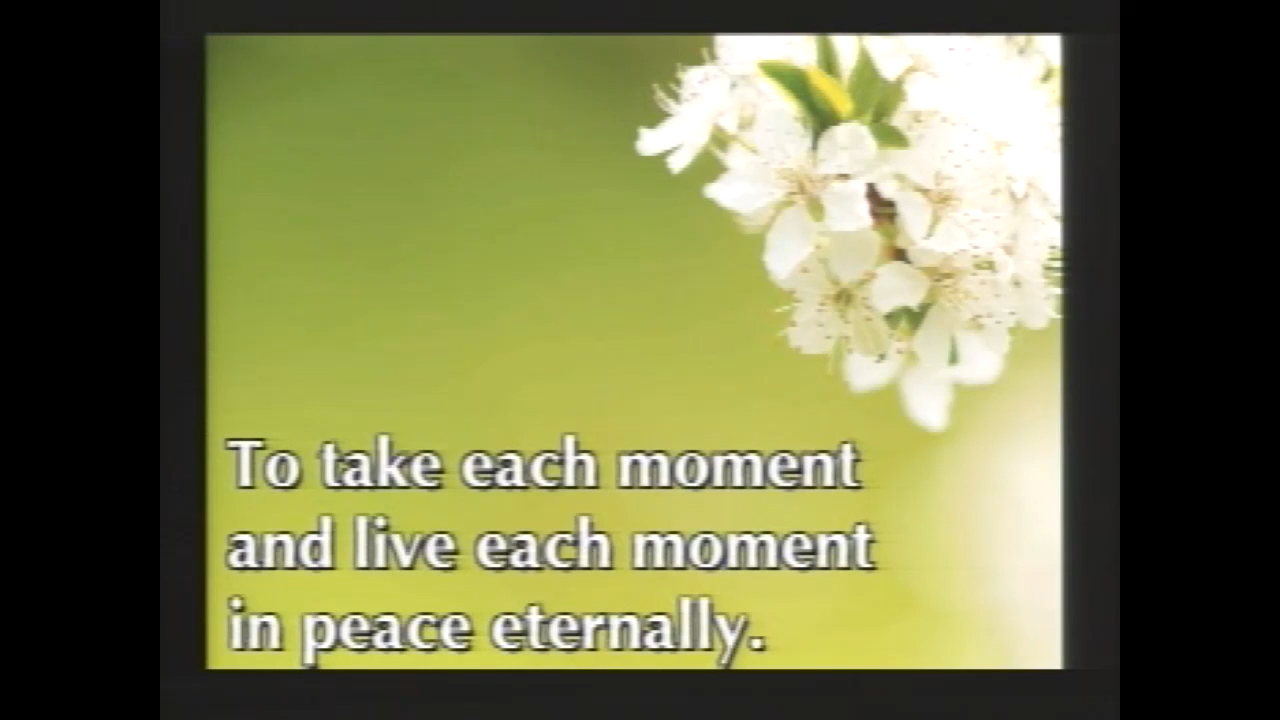 To take each moment
and live each moment
in peace eternally.